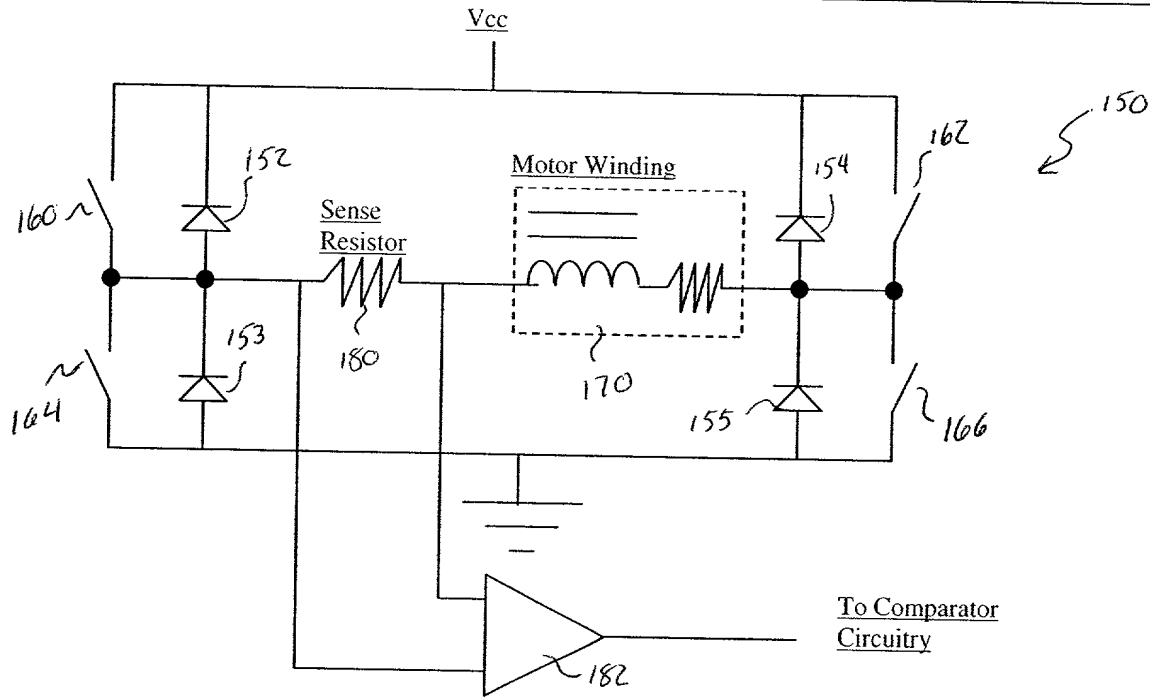 Vcc
150
162
152
154
Motor Winding
160
Sense
Resistor
153
180
170
164
155
166
To Comparator
Circuitry
182